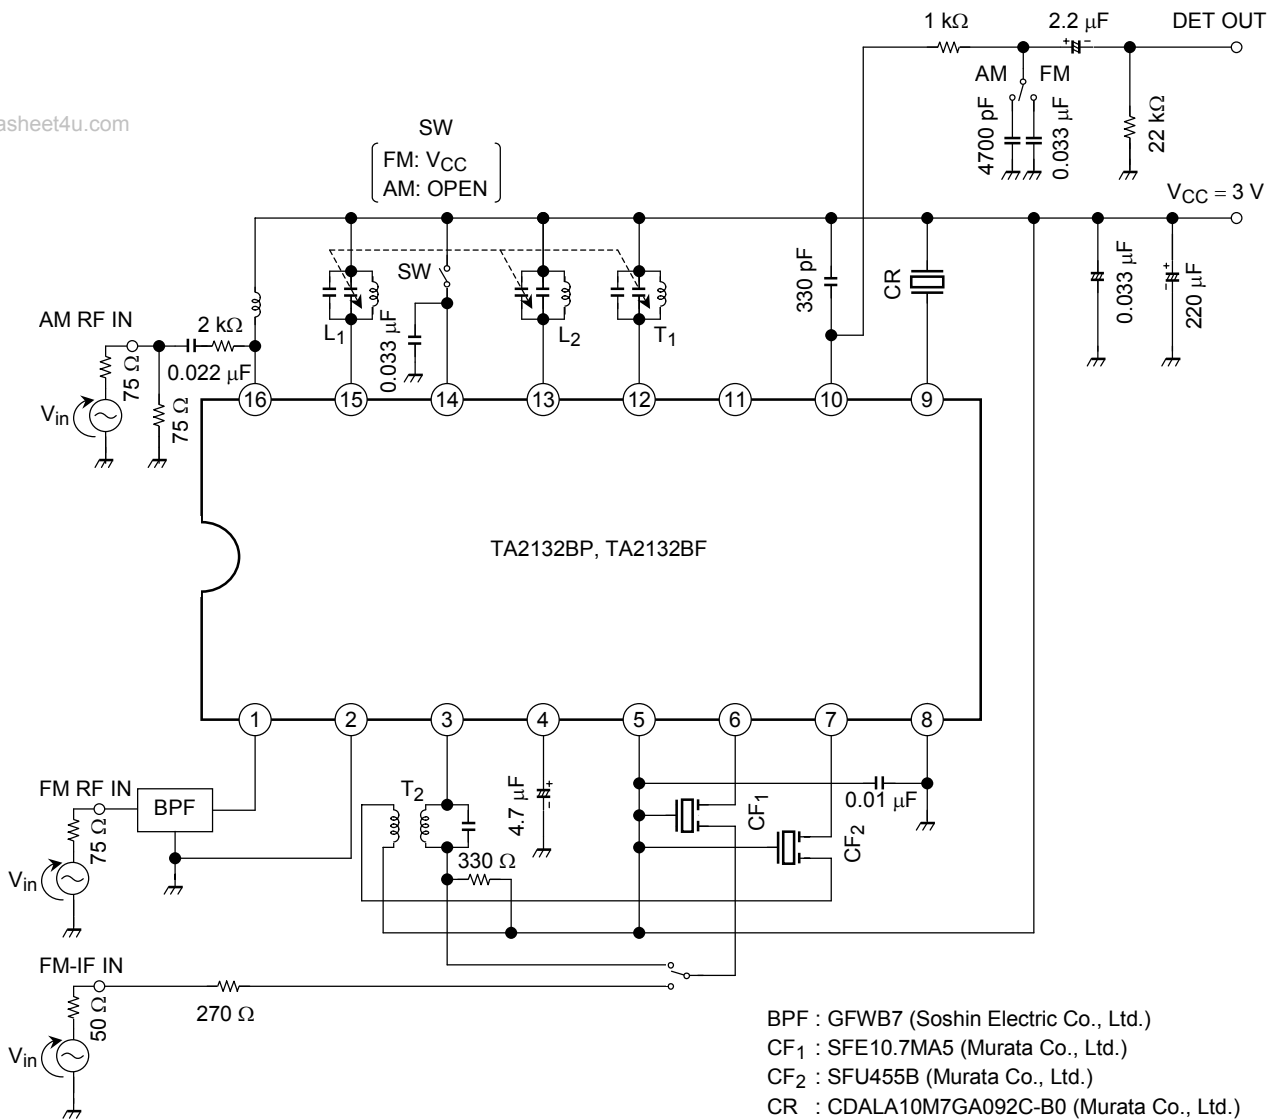 1 kΩ
2.2 μF
DET OUT
AM
FM
4700 pF
0.033 μF
22 kΩ
asheet4u.com
SW
FM: VCC
AM: OPEN
VCC = 3 V
SW
330 pF
CR
0.033 μF
220 μF
L1
0.033 μF
L2
T1
AM RF IN
2 kΩ
0.022 μF
75 Ω
75 Ω
Vin
16
15
14
13
12
11
10
9
TA2132BP, TA2132BF
1
2
3
4
5
6
7
8
FM RF IN
BPF
75 Ω
Vin
T2
4.7 μF
330 Ω
CF1
CF2
0.01 μF
FM-IF IN
50 Ω
270 Ω
Vin
BPF : GFWB7 (Soshin Electric Co., Ltd.)
CF1 : SFE10.7MA5 (Murata Co., Ltd.)
CF2 : SFU455B (Murata Co., Ltd.)
CR : CDALA10M7GA092C-B0 (Murata Co., Ltd.)